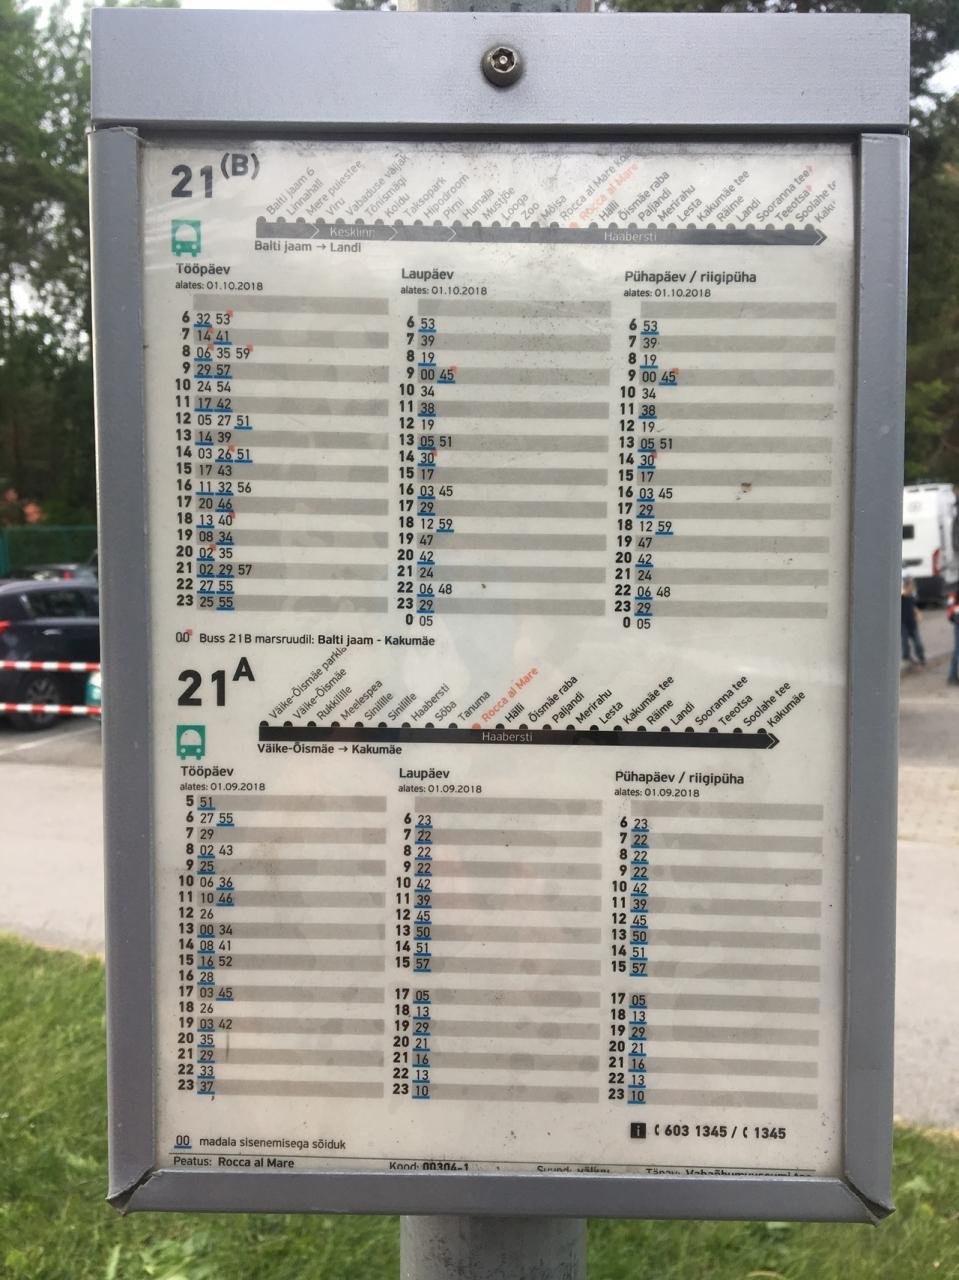 21(B)
Balti jaam 6 Linnahall Mere puiestee Viru Vabaduse väljak Tõnismägi Koidu Taksopark Hipodroom Pirni Humala Mustjõe Looga Zoo Mõisa Rocca al Mare Rocca al Mare Hälli Õismäe raba Paljandi Merirahu Lesta Kakumäe tee Räime Landi Sooranna tee Teeotsa
Kesklinn Haabersti
Balti jaam → Landi
Tööpäev
alates: 01.10.2018
6 32 53
7 14 41
8 06 35 59
9 29 57
10 24 54
11 17 42
12 05 27 51
13 14 39
14 03 26 51
15 17 43
16 11 32 56
17 20 46
18 13 40
19 08 34
20 02 35
21 02 29 57
22 27 55
23 25 55
Laupäev
alates: 01.10.2018
6 53
7 39
8 19
9 00 45
10 34
11 38
12 19
13 05 51
14 30
15 17
16 03 45
17 29
18 12 59
19 47
20 42
21 24
22 06 48
23 29
0 05
Pühapäev / riigipüha
alates: 01.10.2018
6 53
7 39
8 19
9 00 45
10 34
11 38
12 19
13 05 51
14 30
15 17
16 03 45
17 29
18 12 59
19 47
20 42
21 24
22 06 48
23 29
0 05
00 Buss 21B marsruudil: Balti jaam - Kakumäe
21A
Väike-Õismäe Väike-Õismäe Rukkilille Meelespea Sinilille Sinilille Haabersti Sõba Tanuma Rocca al Mare Hälli Õismäe raba Paljandi Merirahu Lesta Kakumäe tee Räime Landi Sooranna tee Teeotsa Soolahe tee Kakumäe
Haabersti
Väike-Õismäe → Kakumäe
Tööpäev
alates: 01.09.2018
5 51
6 27 55
7 29
8 02 43
9 25
10 06 36
11 10 46
12 26
13 00 34
14 08 41
15 16 52
16 28
17 03 45
18 26
19 03 42
20 35
21 29
22 33
23 37
Laupäev
alates: 01.09.2018
6 23
7 22
8 22
9 22
10 42
11 39
12 45
13 50
14 51
15 57
17 05
18 13
19 29
20 21
21 16
22 13
23 10
Pühapäev / riigipüha
alates: 01.09.2018
6 23
7 22
8 22
9 22
10 42
11 39
12 45
13 50
14 51
15 57
17 05
18 13
19 29
20 21
21 16
22 13
23 10
i 603 1345 / 1345
00 madala sisenemisega sõiduk
Peatus: Rocca al Mare Kood: 00304-1